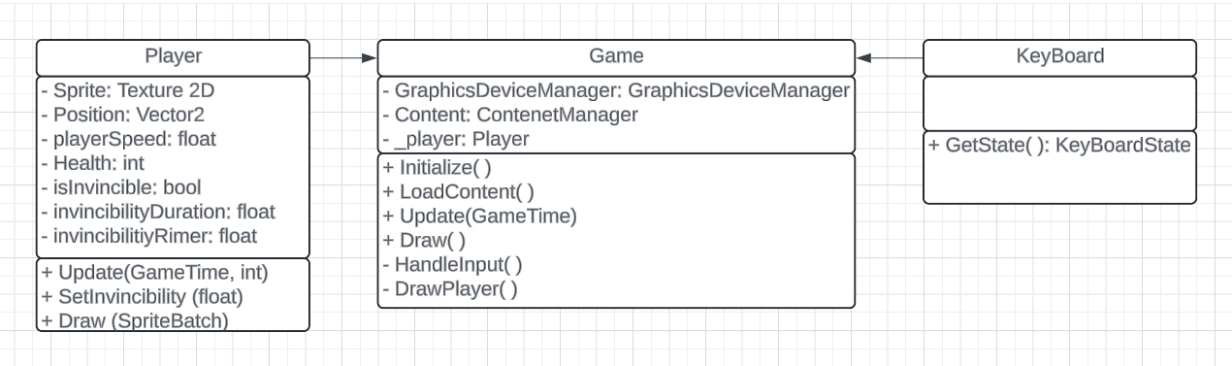 Player
- Sprite: Texture 2D
- Position: Vector2
- playerSpeed: float
- Health: int
- isInvincible: bool
- invincibilityDuration: float
- invincibilitiyRimer: float
+ Update(GameTime, int)
+ SetInvincibility (float)
+ Draw (SpriteBatch)
Game
- GraphicsDeviceManager: GraphicsDeviceManager
- Content: ContenetManager
- _player: Player
+ Initialize( )
+ LoadContent( )
+ Update(GameTime)
+ Draw( )
- HandleInput( )
- DrawPlayer( )
KeyBoard
+ GetState( ): KeyBoardState